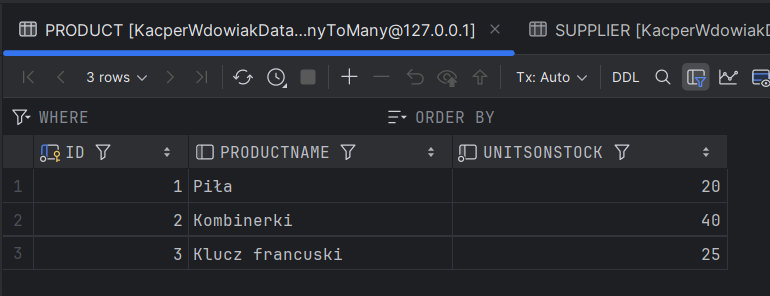 PRODUCT [KacperWdowiakData...nyToMany@127.0.0.1] SUPPLIER [KacperWdowiakD
3 rows Tx: Auto DDL
WHERE ORDER BY
ID PRODUCTNAME UNITSONSTOCK
1 1 Piła 20
2 2 Kombinerki 40
3 3 Klucz francuski 25